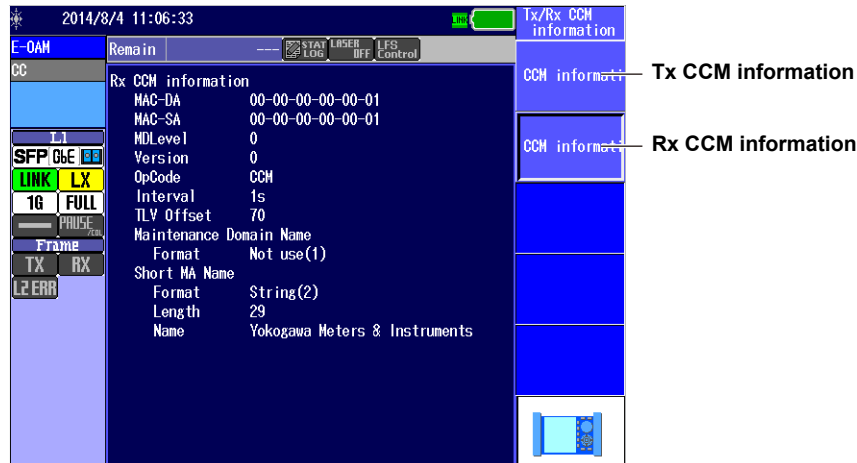 2014/8/4 11:06:33
LINK
Tx/Rx CCM
information
E-OAM
Remain
---
STAT
LOG
LASER
OFF
LFS
Control
CC
CCM informati
Tx CCM information
Rx CCM information
MAC-DA 00-00-00-00-00-01
MAC-SA 00-00-00-00-00-01
MDLevel 0
Version 0
OpCode CCM
Interval 1s
TLV Offset 70
Maintenance Domain Name
Format Not use(1)
Short MA Name
Format String(2)
Length 29
Name Yokogawa Meters & Instruments
CCM informati
Rx CCM information
L1
SFP GbE
LINK LX
1G FULL
PAUSE
/COL
Frame
TX RX
L2 ERR